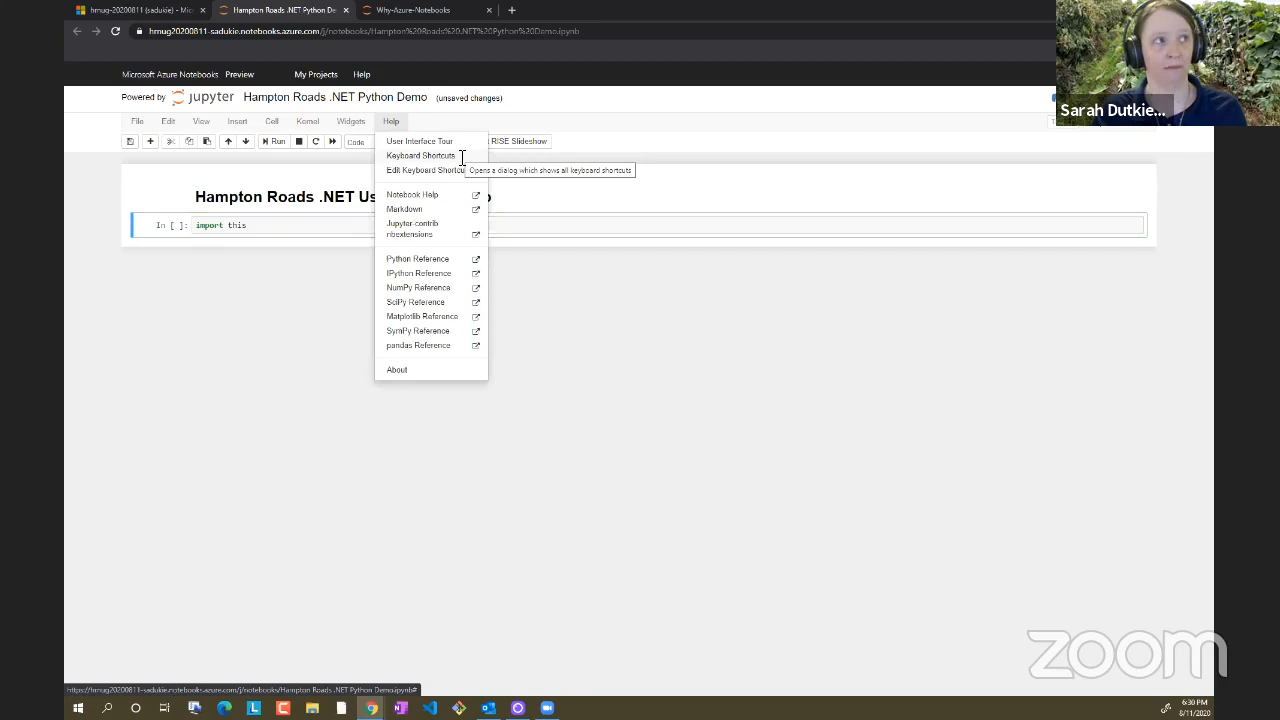 hrnug-20200811 (sadukie) - Mic
Hampton Roads .NET Python De
Why-Azure-Notebooks
hrnug20200811-sadukie.notebooks.azure.com/j/notebooks/Hampton%20Roads%20.NET%20Python%20Demo.ipynb
Microsoft Azure Notebooks Preview My Projects Help
Powered by jupyter Hampton Roads .NET Python Demo (unsaved changes)
File Edit View Insert Cell Kernel Widgets Help
Run Code RISE Slideshow
User Interface Tour
Keyboard Shortcuts
Edit Keyboard Shortcu
Opens a dialog which shows all keyboard shortcuts
Notebook Help
Markdown
Jupyter-contrib
nbextensions
Python Reference
IPython Reference
NumPy Reference
SciPy Reference
Matplotlib Reference
SymPy Reference
pandas Reference
About
Hampton Roads .NET Us
In [ ]: import this
Sarah Dutkie...
zoom
https://hrnug20200811-sadukie.notebooks.azure.com/j/notebooks/Hampton Roads .NET Python Demo.ipynb#
6:30 PM
8/11/2020